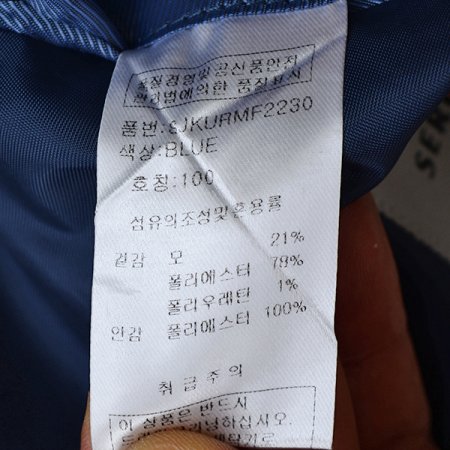 품질경영및공산품안전
관리법에의한 품질표시
품번:SJKURMF2230
색상:BLUE
호칭:100
섬유의조성및혼용률
겉감 모 21%
폴리에스터 78%
폴리우레탄 1%
안감 폴리에스터 100%
취급주의
이 상품은 반드시
SER